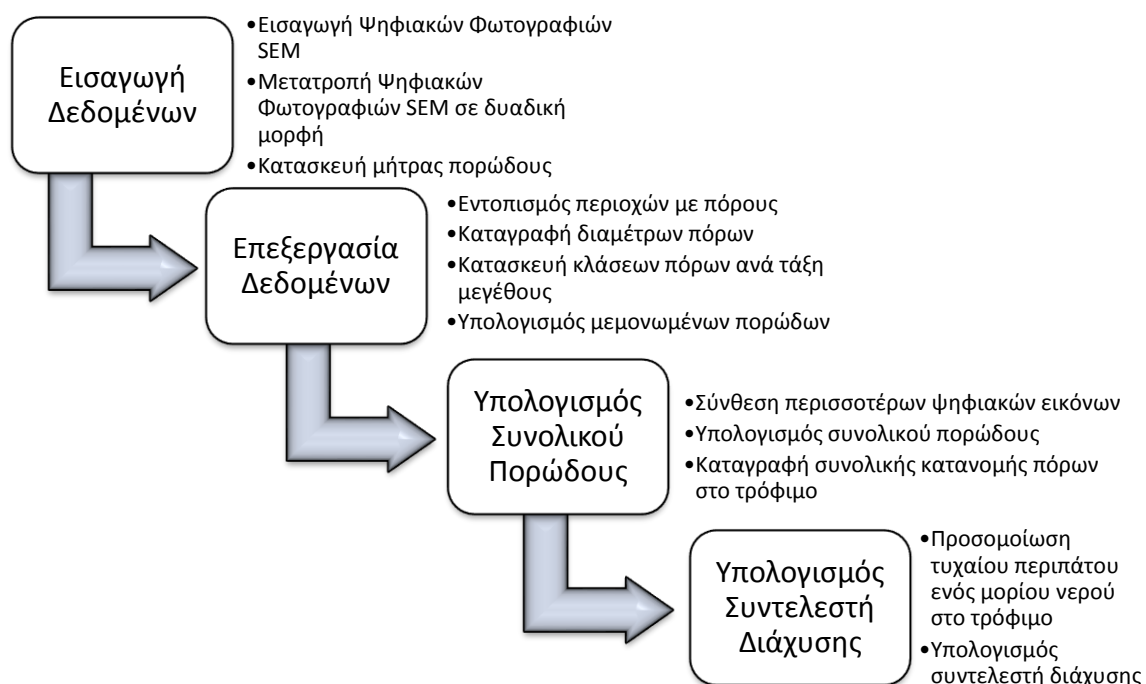 Εισαγωγή
Δεδομένων
•Εισαγωγή Ψηφιακών Φωτογραφιών
SEM
•Μετατροπή Ψηφιακών
Φωτογραφιών SEM σε δυαδική
μορφή
•Κατασκευή μήτρας πορώδους
Επεξεργασία
Δεδομένων
•Εντοπισμός περιοχών με πόρους
•Καταγραφή διαμέτρων πόρων
•Κατασκευή κλάσεων πόρων ανά τάξη
μεγέθους
•Υπολογισμός μεμονωμένων πορώδων
Υπολογισμός
Συνολικού
Πορώδους
•Σύνθεση περισσοτέρων ψηφιακών εικόνων
•Υπολογισμός συνολικού πορώδους
•Καταγραφή συνολικής κατανομής πόρων
στο τρόφιμο
Υπολογισμός
Συντελεστή
Διάχυσης
•Προσομοίωση
τυχαίου περιπάτου
ενός μορίου νερού
στο τρόφιμο
•Υπολογισμός
συντελεστή διάχυσης